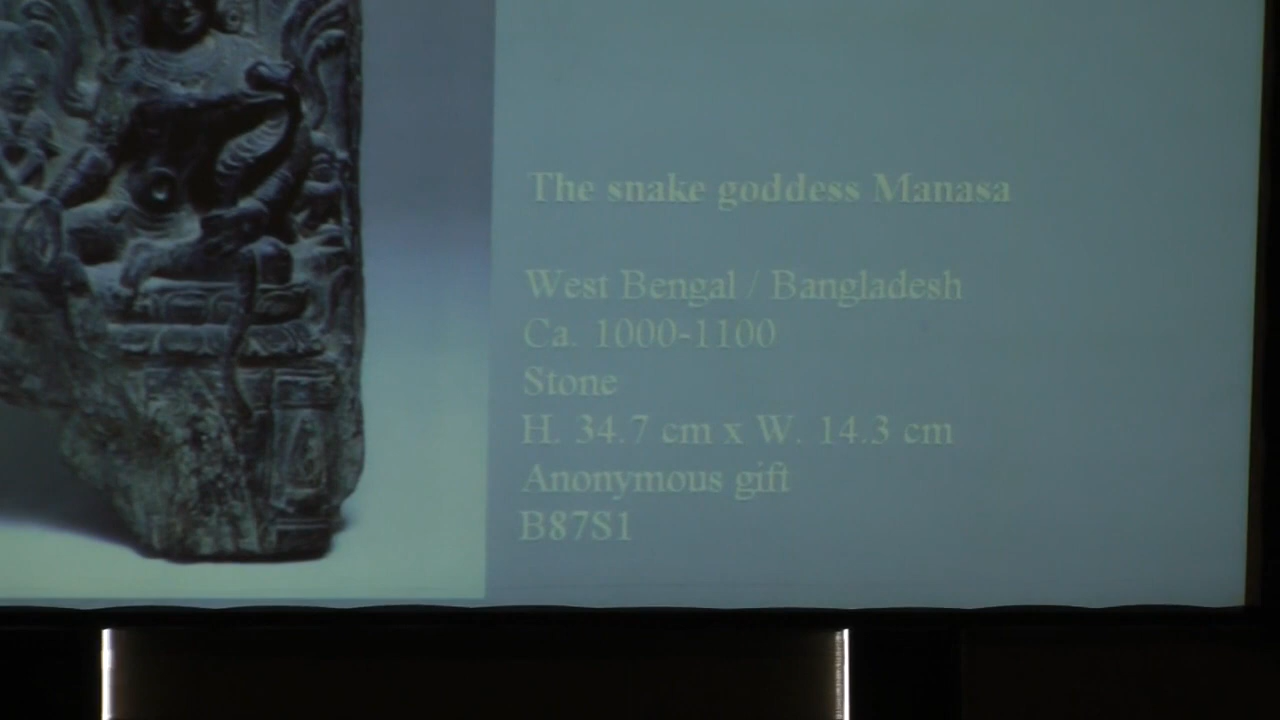 The snake goddess Manasa
West Bengal / Bangladesh
Ca. 1000-1100
Stone
H. 34.7 cm x W. 14.3 cm
Anonymous gift
B87S1